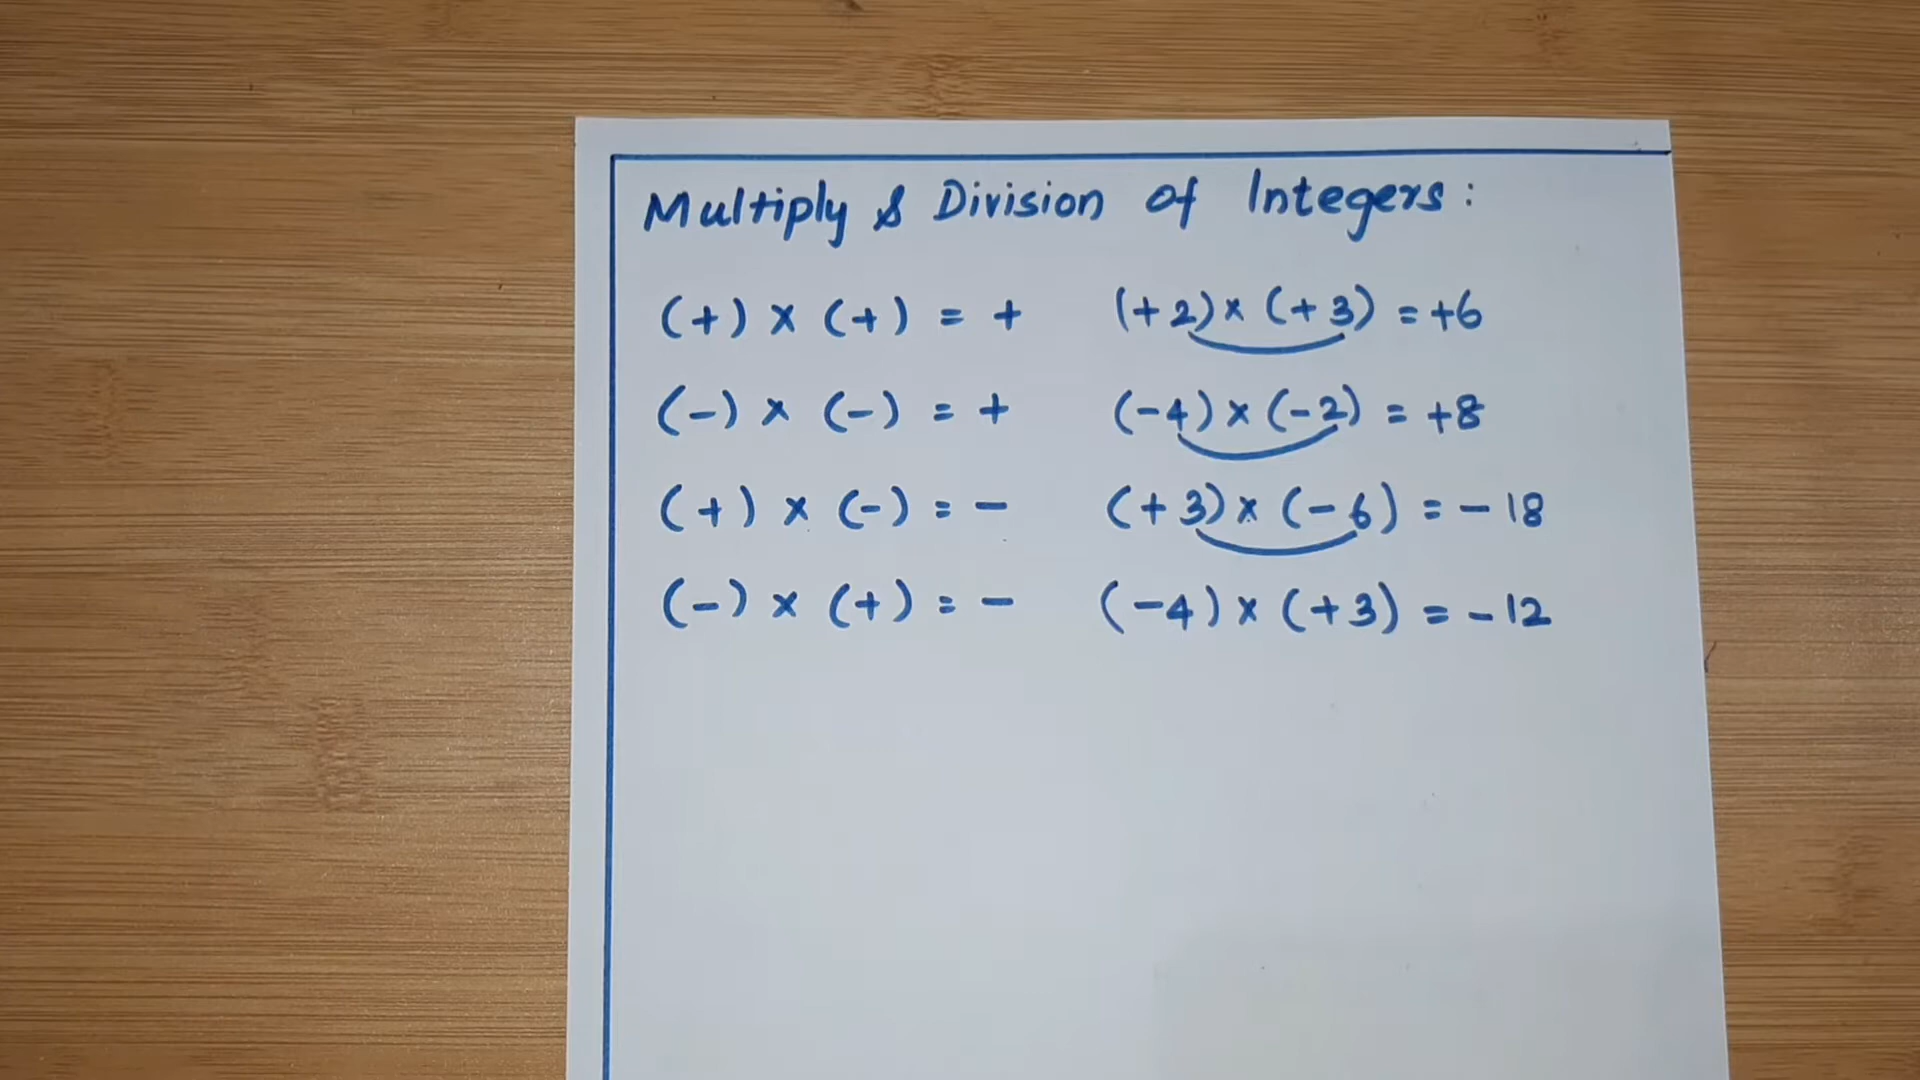 Multiply & Division of Integers:
(+) × (+) = + (+2) × (+3) = +6
(-) × (-) = + (-4) × (-2) = +8
(+) × (-) = - (+3) × (-6) = -18
(-) × (+) = - (-4) × (+3) = -12